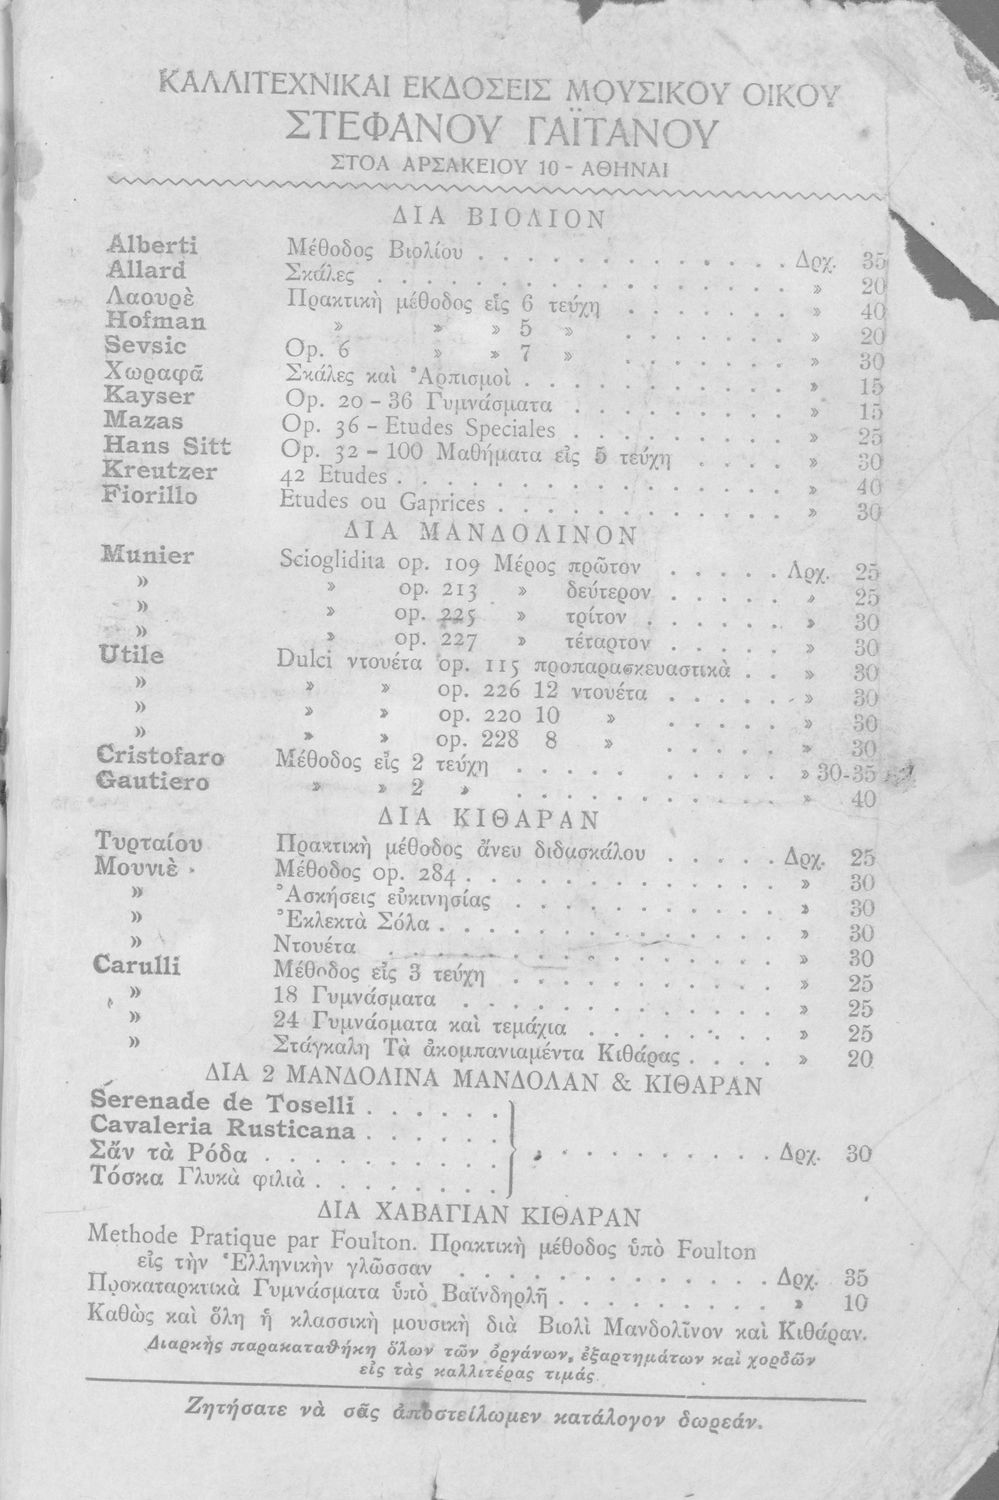 ΚΑΛΛΙΤΕΧΝΙΚΑΙ ΕΚΔΟΣΕΙΣ ΜΟΥΣΙΚΟΥ ΟΙΚΟΥ
ΣΤΕΦΑΝΟΥ ΓΑΪΤΑΝΟΥ
ΣΤΟΑ ΑΡΣΑΚΕΙΟΥ 10 - ΑΘΗΝΑΙ
ΔΙΑ ΒΙΟΛΙΟΝ
Alberti Μέθοδος Βιολίου . . . . . . . . . . . . Δρχ. 35
Allard Σκάλες . . . . . . . . . . . . . . . » 20
Λαουρὲ Πρακτικὴ μέθοδος εἰς 6 τεύχη . . . . . . . » 40
Hofman » » » 5 » . . . . . . . » 20
Sevsic Op. 6 » » 7 » . . . . . . . » 30
Χωραφᾶ Σκάλες καὶ Ἀρπισμοὶ . . . . . . . . . . » 15
Kayser Op. 20 - 36 Γυμνάσματα . . . . . . . . » 15
Mazas Op. 36 - Etudes Speciales . . . . . . . . » 25
Hans Sitt Op. 32 - 100 Μαθήματα εἰς 5 τεύχη . . . . » 30
Kreutzer 42 Etudes . . . . . . . . . . . . . . . » 40
Fiorillo Etudes ou Gaprices . . . . . . . . . . . » 30
ΔΙΑ ΜΑΝΔΟΛΙΝΟΝ
Munier Scioglidita op. 109 Μέρος πρῶτον . . . . . Δρχ. 25
» » op. 213 » δεύτερον . . . . . » 25
» » op. 225 » τρίτον . . . . . . » 30
» » op. 227 » τέταρτον . . . . . » 30
Utile Dulci ντουέτα op. 115 προπαρασκευαστικὰ . . » 30
» » » op. 226 12 ντουέτα . . . . . » 30
» » » op. 220 10 » . . . . . » 30
» » » op. 228 8 » . . . . . » 30
Cristofaro Μέθοδος εἰς 2 τεύχη . . . . . . . . . . » 30-35
Gautiero » » 2 » . . . . . . . . . . » 40
ΔΙΑ ΚΙΘΑΡΑΝ
Τυρταίου Πρακτικὴ μέθοδος ἄνευ διδασκάλου . . . . . Δρχ. 25
Μουνιὲ Μέθοδος op. 284 . . . . . . . . . . . . » 30
» Ἀσκήσεις εὐκινησίας . . . . . . . . . . » 30
» Ἐκλεκτὰ Σόλα . . . . . . . . . . . . . » 30
» Ντουέτα . . . . . . . . . . . . . . . » 30
Carulli Μέθοδος εἰς 3 τεύχη . . . . . . . . . . » 25
» 18 Γυμνάσματα . . . . . . . . . . . . » 25
» 24 Γυμνάσματα καὶ τεμάχια . . . . . . . » 25
» Στάγκαλη Τὰ ἀκομπανιαμέντα Κιθάρας . . . . » 20
ΔΙΑ 2 ΜΑΝΔΟΛΙΝΑ ΜΑΝΔΟΛΑΝ & ΚΙΘΑΡΑΝ
Serenade de Toselli . . . . . .
Cavaleria Rusticana . . . . . .
Σἂν τὰ Ρόδα . . . . . . . . . . . . . . . . . . Δρχ. 30
Τόσκα Γλυκὰ φιλιὰ . . . . . . . .
ΔΙΑ ΧΑΒΑΓΙΑΝ ΚΙΘΑΡΑΝ
Methode Pratique par Foulton. Πρακτικὴ μέθοδος ὑπὸ Foulton
εἰς τὴν Ἑλληνικὴν γλῶσσαν . . . . . . . . . . . . Δρχ. 35
Προκαταρκτικὰ Γυμνάσματα ὑπὸ Βαϊνδηρλῆ . . . . . . . . » 10
Καθὼς καὶ ὅλη ἡ κλασσικὴ μουσικὴ διὰ Βιολὶ Μανδολῖνον καὶ Κιθάραν.
Διαρκὴς παρακαταθήκη ὅλων τῶν ὀργάνων, ἐξαρτημάτων καὶ χορδῶν
εἰς τὰς καλλιτέρας τιμάς.
Ζητήσατε νὰ σᾶς ἀποστείλωμεν κατάλογον δωρεάν.